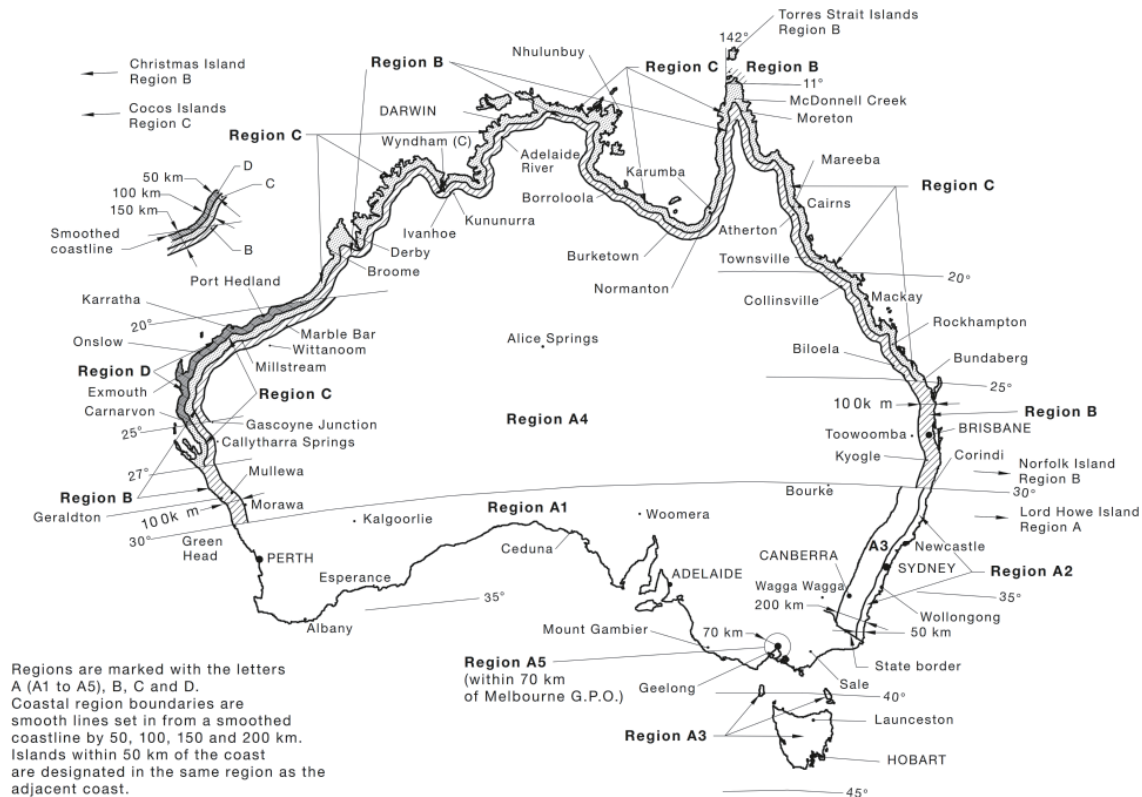 Torres Strait Islands
Region B
142°
Nhulunbuy
Christmas Island
Region B
Region B
Region C
Region B
11°
Cocos Islands
Region C
DARWIN
McDonnell Creek
Moreton
Region C
Wyndham (C)
Adelaide
River
Karumba
Mareeba
D
50 km
C
100 km
150 km
Borroloola
Region C
Cairns
Smoothed
coastline
B
Ivanhoe
Kununurra
Atherton
Derby
Burketown
Townsville
Broome
20°
Port Hedland
Normanton
Collinsville
Mackay
Karratha
20°
Marble Bar
Alice Springs
Rockhampton
Onslow
Wittanoom
Biloela
Millstream
Bundaberg
Region D
Exmouth
Region C
25°
Carnarvon
100k m
Region B
Gascoyne Junction
Region A4
25°
Toowoomba
BRISBANE
Callytharra Springs
Kyogle
Corindi
27°
Mullewa
Norfolk Island
Region B
Region B
Bourke
30°
Geraldton
Morawa
100k m
Region A1
Lord Howe Island
Region A
30°
Kalgoorlie
Woomera
Green
Head
Ceduna
A3
Newcastle
PERTH
CANBERRA
SYDNEY
Esperance
ADELAIDE
Region A2
Wagga Wagga
35°
35°
200 km
Wollongong
Albany
Mount Gambier
70 km
50 km
Region A5
(within 70 km
of Melbourne G.P.O.)
State border
Geelong
Sale
40°
Launceston
Region A3
HOBART
45°
Regions are marked with the letters
A (A1 to A5), B, C and D.
Coastal region boundaries are
smooth lines set in from a smoothed
coastline by 50, 100, 150 and 200 km.
Islands within 50 km of the coast
are designated in the same region as the
adjacent coast.